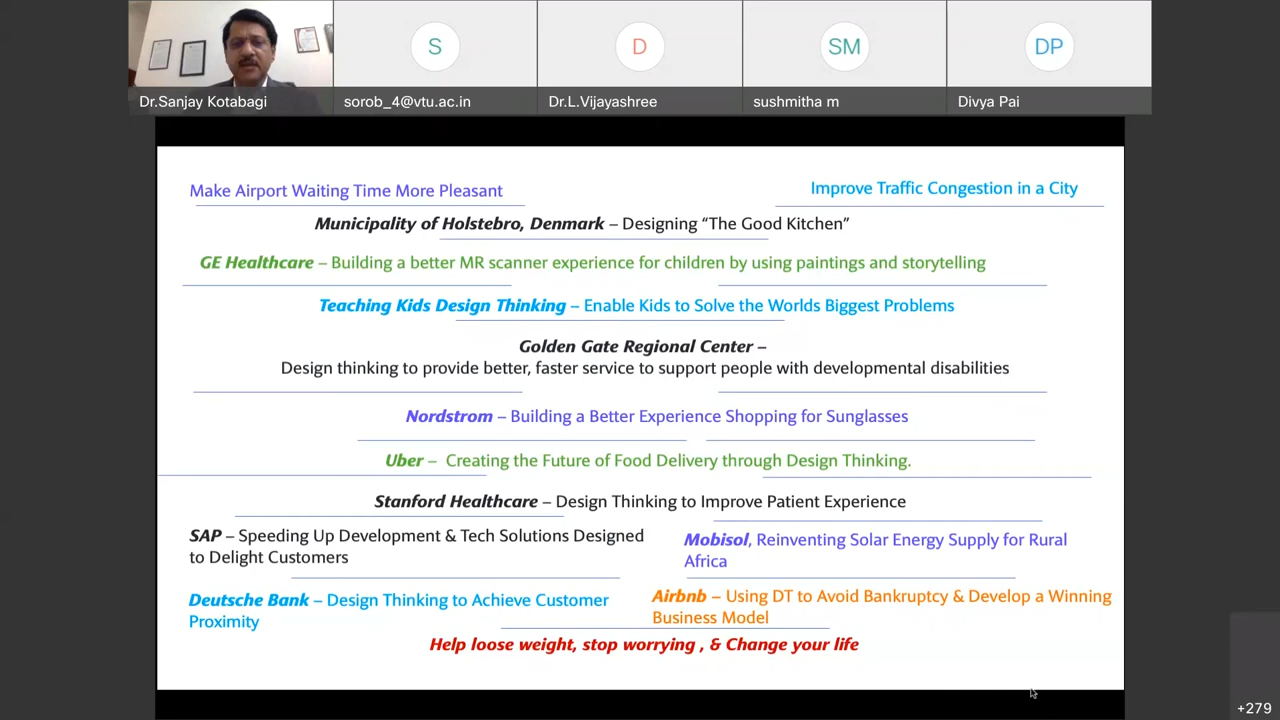 Dr.Sanjay Kotabagi
S
sorob_4@vtu.ac.in
D
Dr.L.Vijayashree
SM
sushmitha m
DP
Divya Pai
Make Airport Waiting Time More Pleasant
Improve Traffic Congestion in a City
Municipality of Holstebro, Denmark – Designing “The Good Kitchen”
GE Healthcare – Building a better MR scanner experience for children by using paintings and storytelling
Teaching Kids Design Thinking – Enable Kids to Solve the Worlds Biggest Problems
Golden Gate Regional Center –
Design thinking to provide better, faster service to support people with developmental disabilities
Nordstrom – Building a Better Experience Shopping for Sunglasses
Uber – Creating the Future of Food Delivery through Design Thinking.
Stanford Healthcare – Design Thinking to Improve Patient Experience
SAP – Speeding Up Development & Tech Solutions Designed
to Delight Customers
Mobisol, Reinventing Solar Energy Supply for Rural
Africa
Deutsche Bank – Design Thinking to Achieve Customer
Proximity
Airbnb – Using DT to Avoid Bankruptcy & Develop a Winning
Business Model
Help loose weight, stop worrying , & Change your life
+279